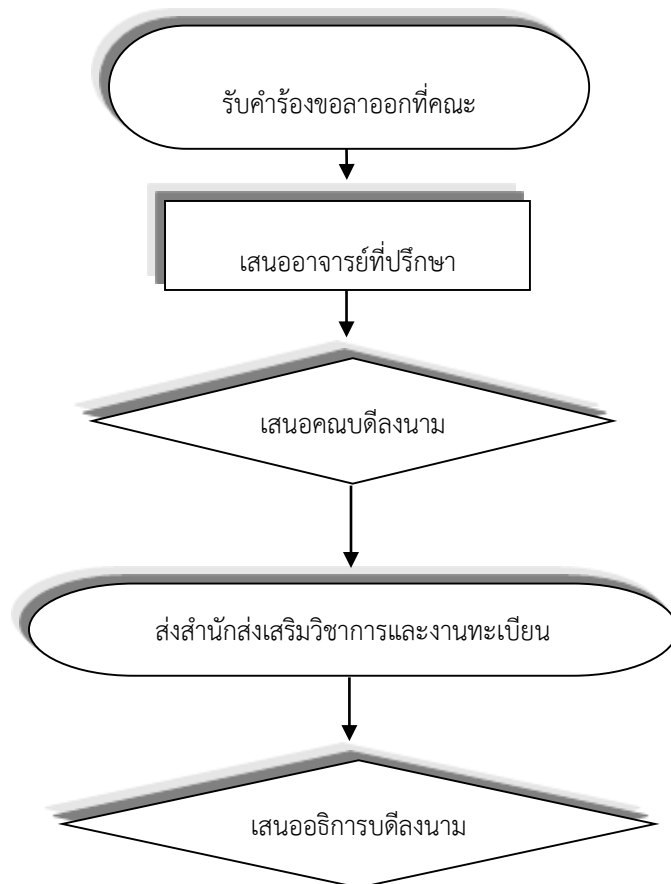 รับคำร้องขอลาออกที่คณะ
เสนออาจารย์ที่ปรึกษา
เสนอคณบดีลงนาม
ส่งสำนักส่งเสริมวิชาการและงานทะเบียน
เสนออธิการบดีลงนาม